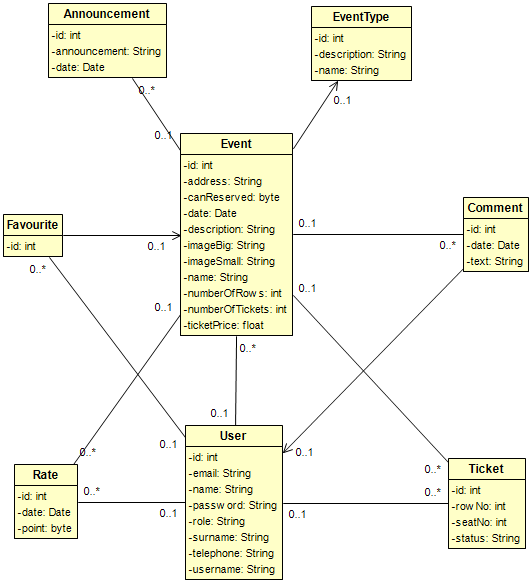 Announcement
-id: int
-announcement: String
-date: Date
EventType
-id: int
-description: String
-name: String
0..*
0..1
0..1
Event
-id: int
-address: String
-canReserved: byte
-date: Date
-description: String
-imageBig: String
-imageSmall: String
-name: String
-numberOfRows: int
-numberOfTickets: int
-ticketPrice: float
Favourite
-id: int
0..1
0..*
Comment
-id: int
-date: Date
-text: String
0..1
0..*
0..1
0..1
0..*
0..1
0..1
0..1
User
-id: int
-email: String
-name: String
-password: String
-role: String
-surname: String
-telephone: String
-username: String
Rate
-id: int
-date: Date
-point: byte
0..*
0..*
0..1
Ticket
-id: int
-rowNo: int
-seatNo: int
-status: String
0..*
0..*
0..1